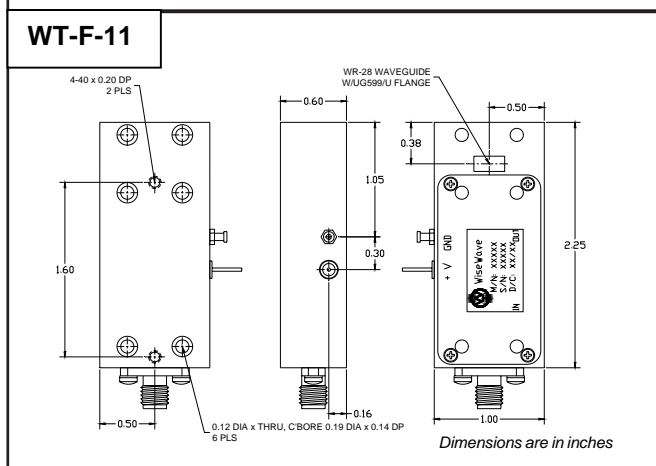 WT-F-11
4-40 x 0.20 DP
2 PLS
WR-28 WAVEGUIDE
W/UG599/U FLANGE
0.60
0.50
0.38
1.05
0.30
1.60
2.25
GND
+ V
WiseWave
M/N: XXXXX
S/N: XXXXX
D/C: XX/XX
OUT
IN
0.50
0.16
1.00
0.12 DIA x THRU, C'BORE 0.19 DIA x 0.14 DP
6 PLS
Dimensions are in inches